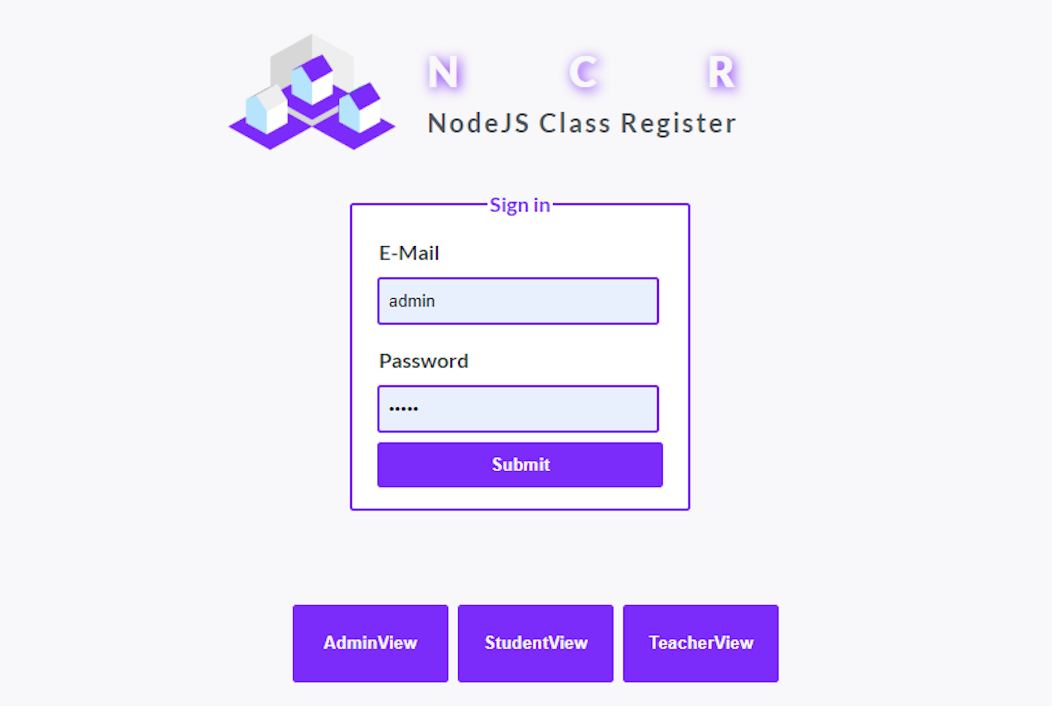 N C R
NodeJS Class Register
Sign in
E-Mail
admin
Password
•••••
Submit
AdminView StudentView TeacherView